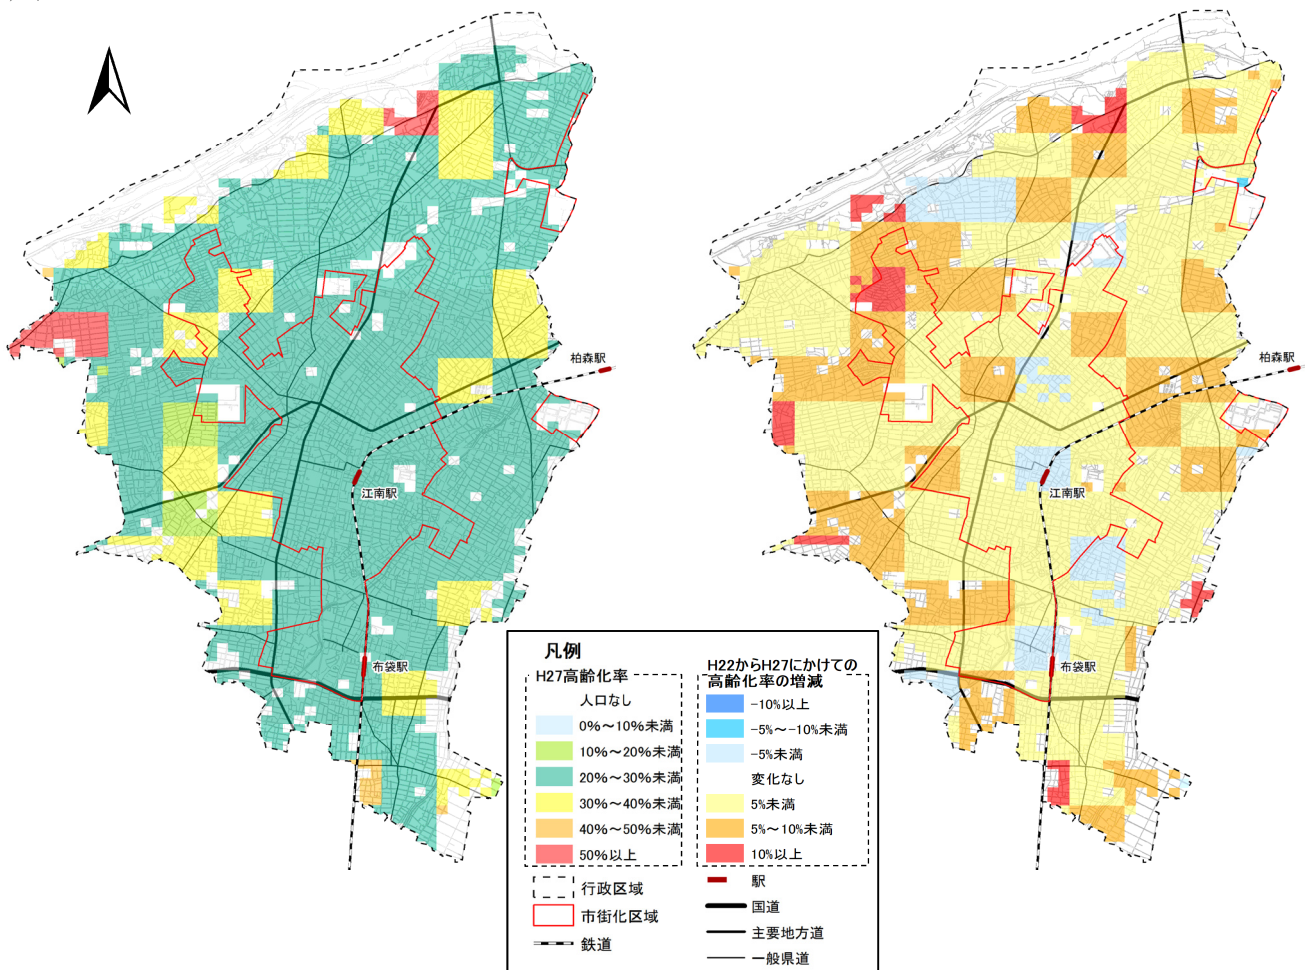 柏森駅
江南駅
布袋駅
柏森駅
江南駅
布袋駅
凡例
H27高齢化率
人口なし
0%～10%未満
10%～20%未満
20%～30%未満
30%～40%未満
40%～50%未満
50%以上
行政区域
市街化区域
鉄道
H22からH27にかけての
高齢化率の増減
-10%以上
-5%～-10%未満
-5%未満
変化なし
5%未満
5%～10%未満
10%以上
駅
国道
主要地方道
一般県道